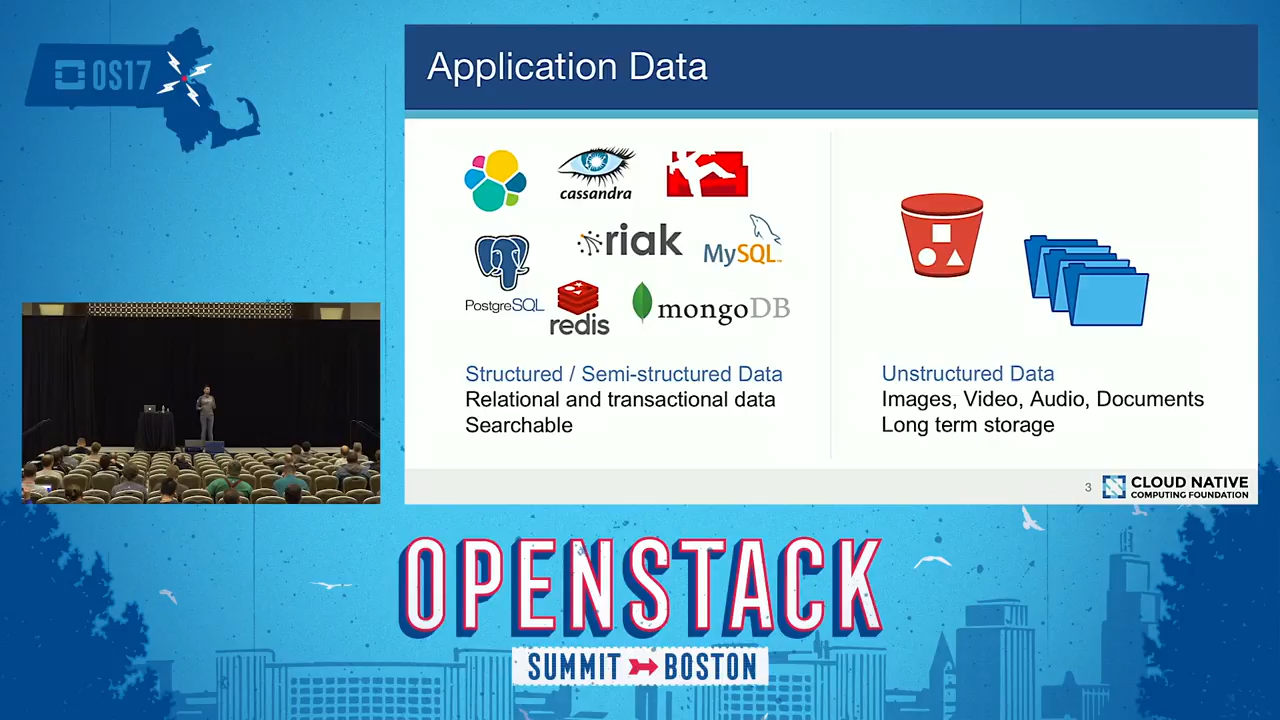 OS17
Application Data
cassandra
riak
MySQL
PostgreSQL
redis
mongoDB
Structured / Semi-structured Data
Relational and transactional data
Searchable
Unstructured Data
Images, Video, Audio, Documents
Long term storage
3
CLOUD NATIVE
COMPUTING FOUNDATION
OPENSTACK
SUMMIT BOSTON